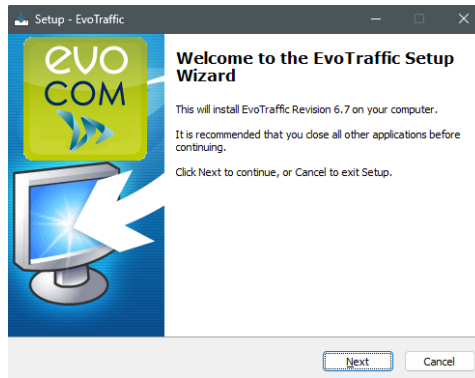 Setup - EvoTraffic
evo
COM
Welcome to the EvoTraffic Setup
Wizard
This will install EvoTraffic Revision 6.7 on your computer.
It is recommended that you close all other applications before
continuing.
Click Next to continue, or Cancel to exit Setup.
Next
Cancel